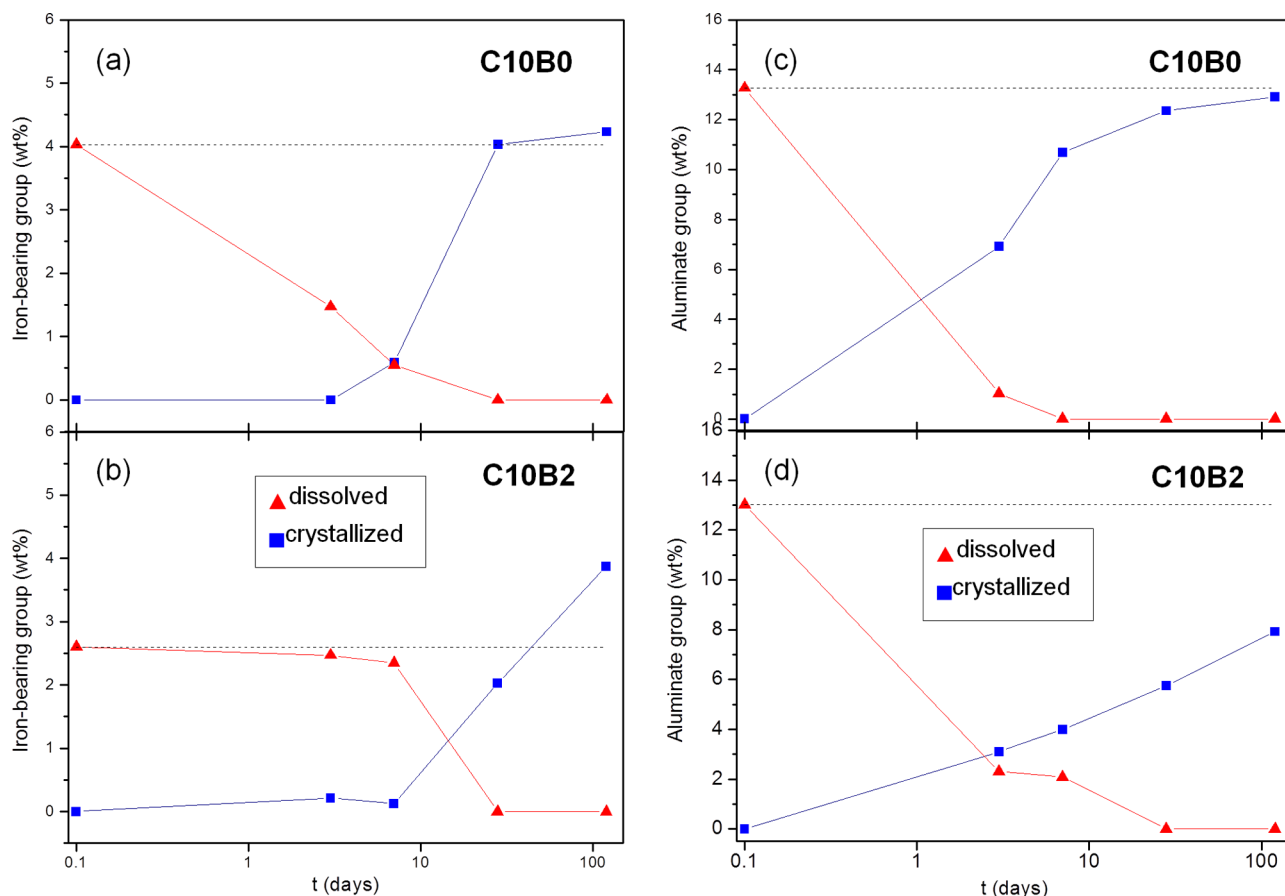 (a)
C10B0
Iron-bearing group (wt%)
6
5
4
3
2
1
0
(c)
C10B0
Aluminate group (wt%)
16
14
12
10
8
6
4
2
0
(b)
C10B2
Iron-bearing group (wt%)
6
5
4
3
2
1
0
dissolved
crystallized
0.1
1
10
100
t (days)
(d)
C10B2
Aluminate group (wt%)
16
14
12
10
8
6
4
2
0
dissolved
crystallized
0.1
1
10
100
t (days)